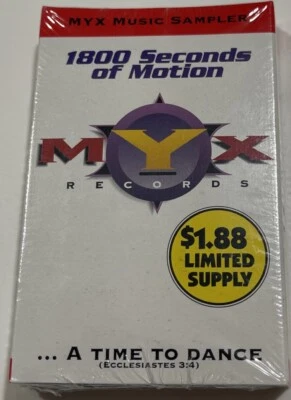 MYX MUSIC SAMPLER
1800 Seconds
of Motion
MYX
RECORDS
$1.88
LIMITED
SUPPLY
... A TIME TO DANCE
(ECCLESIASTES 3:4)